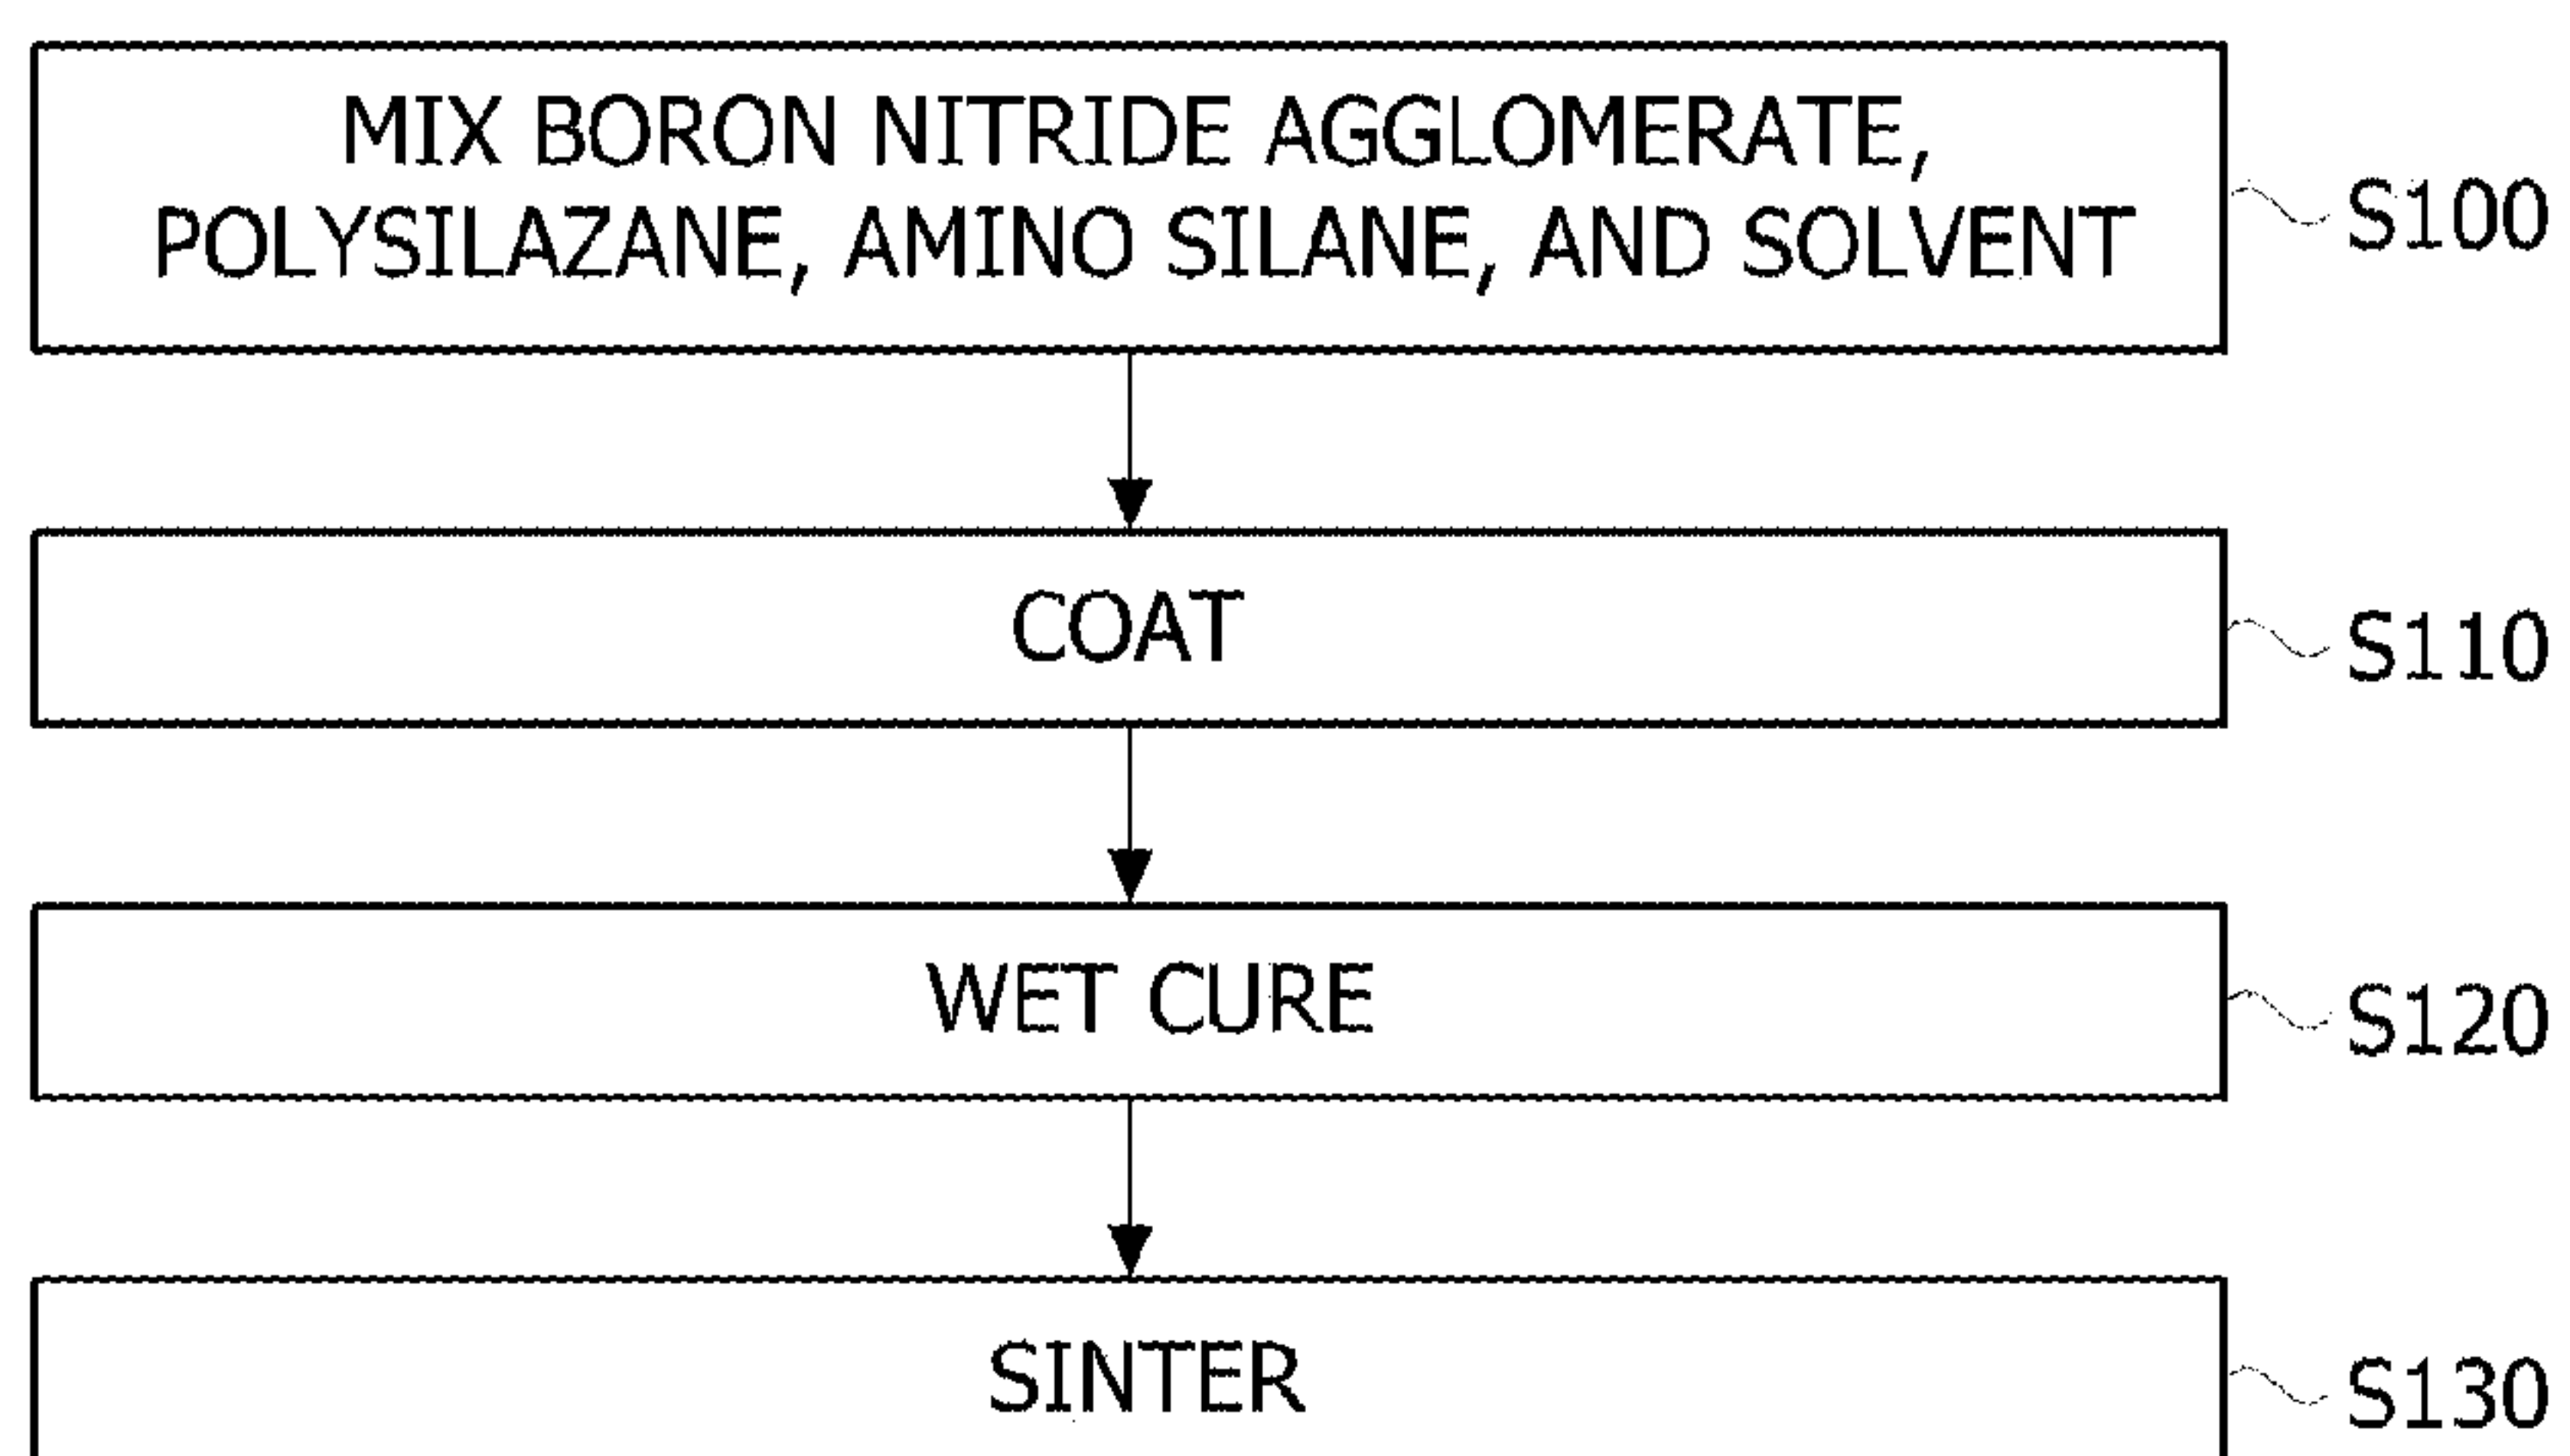 MIX BORON NITRIDE AGGLOMERATE,
POLYSILAZANE, AMINO SILANE, AND SOLVENT
S100
COAT
S110
WET CURE
S120
SINTER
S130